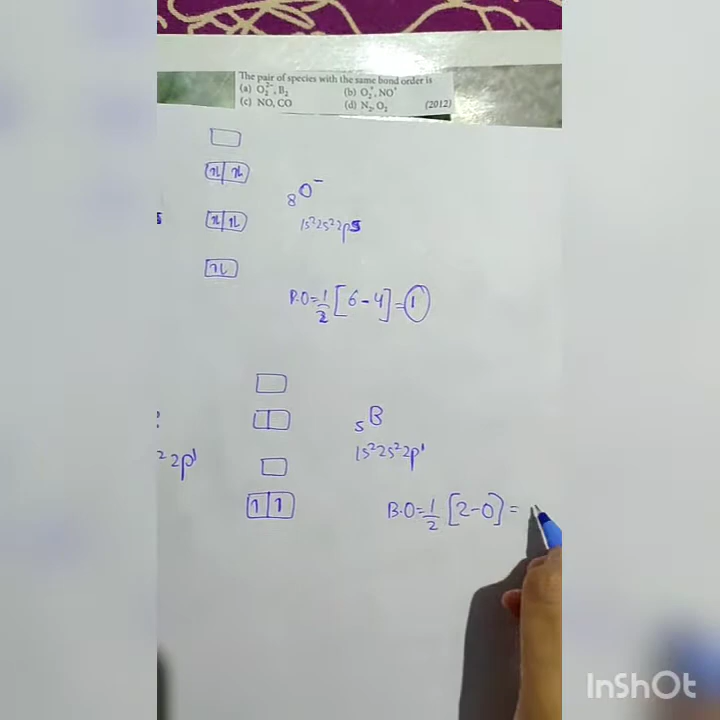 The pair of species with the same bond order is
(a) O₂²⁻, B₂ (b) O₂⁺, NO⁺
(c) NO, CO (d) N₂, O₂ (2012)
₈O⁻
1s²2s²2p5
B.O=1/2[6-4]=1
₅B
1s²2s²2p¹
²2p¹
B.O=1/2[2-0]=
InShOt